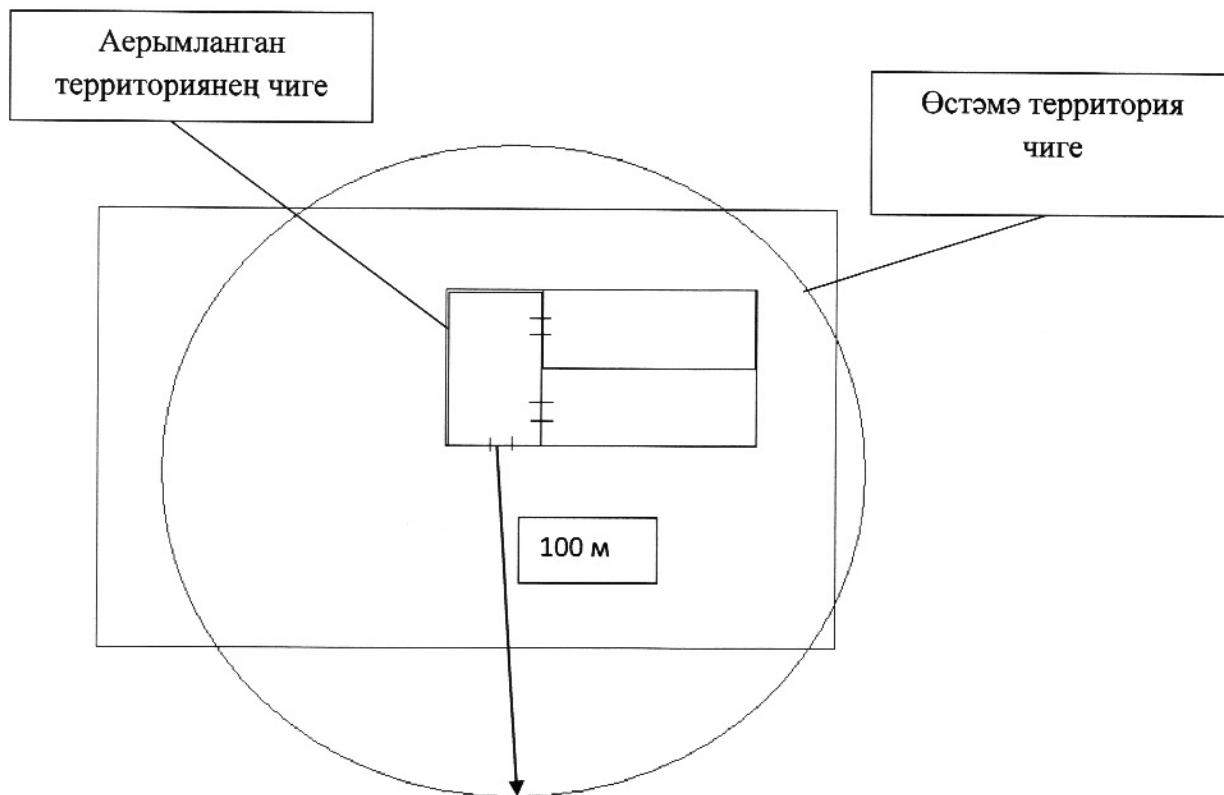 Аерымланган
территориянең чиге
Өстәмә территория
чиге
100 м